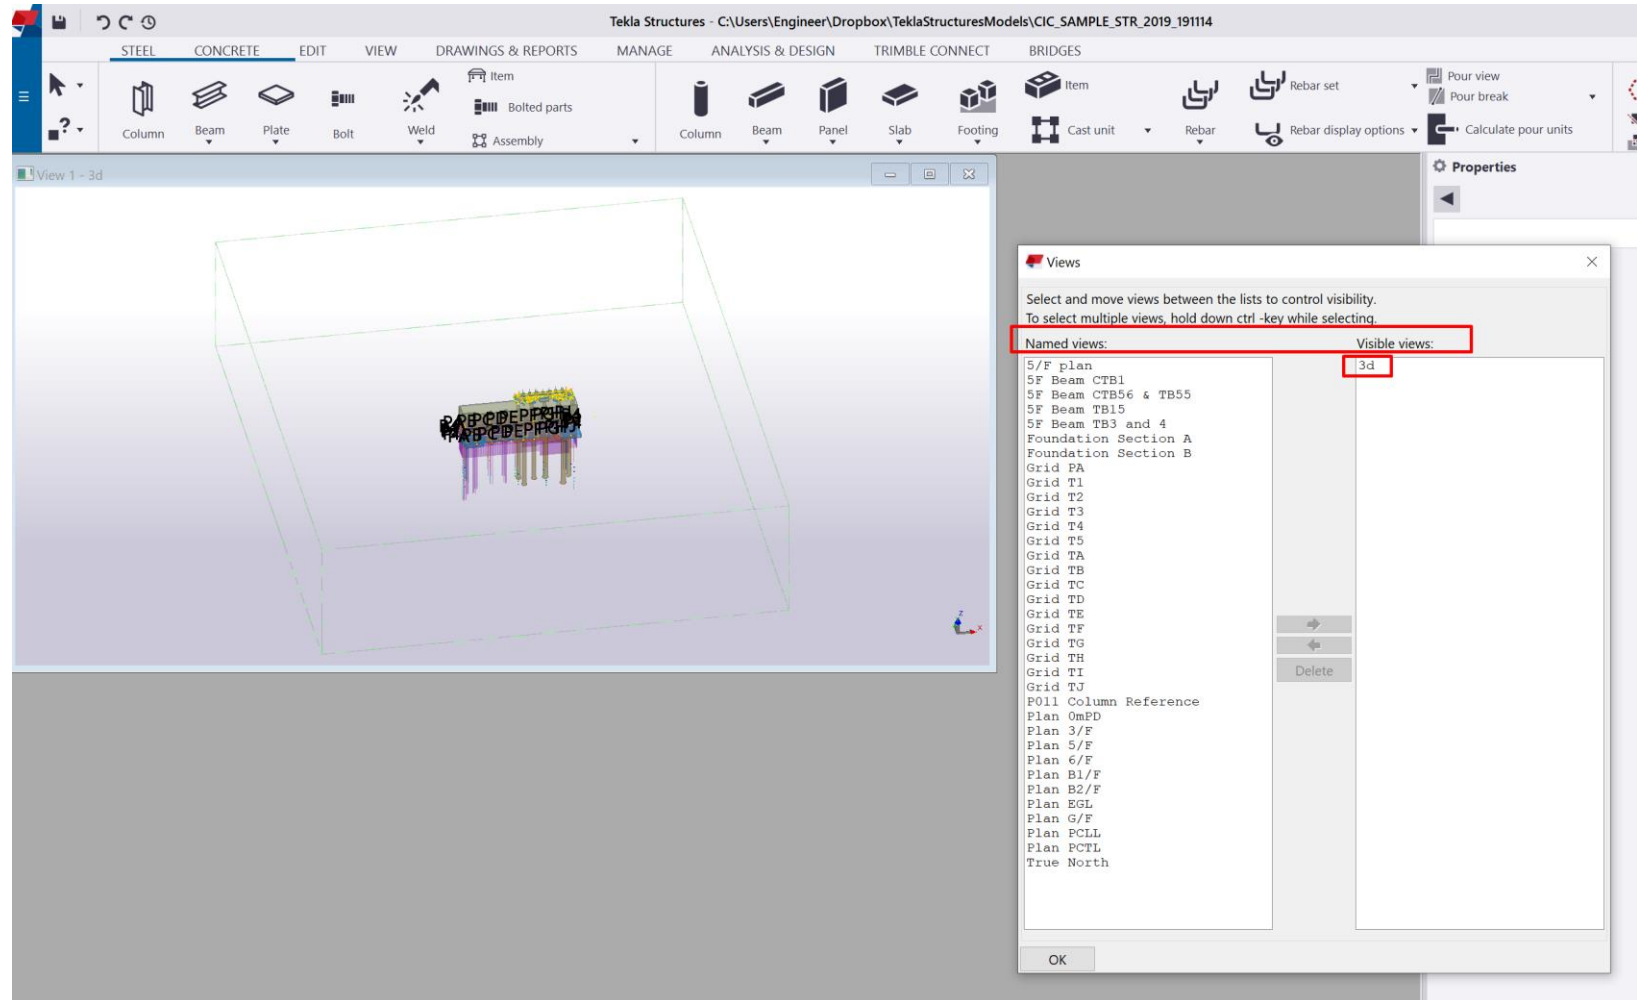 Tekla Structures - C:\Users\Engineer\Dropbox\TeklaStructuresModels\CIC_SAMPLE_STR_2019_191114
STEEL CONCRETE EDIT VIEW DRAWINGS & REPORTS MANAGE ANALYSIS & DESIGN TRIMBLE CONNECT BRIDGES
Item
Bolted parts
Assembly
Column Beam Plate Bolt Weld
Column Beam Panel Slab Footing
Item
Cast unit
Rebar
Rebar set
Rebar display options
Pour view
Pour break
Calculate pour units
View 1 - 3d
Properties
z
x
Views
Select and move views between the lists to control visibility.
To select multiple views, hold down ctrl -key while selecting.
Named views: Visible views:
5/F plan
5F Beam CTB1
5F Beam CTB56 & TB55
5F Beam TB15
5F Beam TB3 and 4
Foundation Section A
Foundation Section B
Grid PA
Grid T1
Grid T2
Grid T3
Grid T4
Grid T5
Grid TA
Grid TB
Grid TC
Grid TD
Grid TE
Grid TF
Grid TG
Grid TH
Grid TI
Grid TJ
P011 Column Reference
Plan 0mPD
Plan 3/F
Plan 5/F
Plan 6/F
Plan B1/F
Plan B2/F
Plan EGL
Plan G/F
Plan PCLL
Plan PCTL
True North
3d
Delete
OK